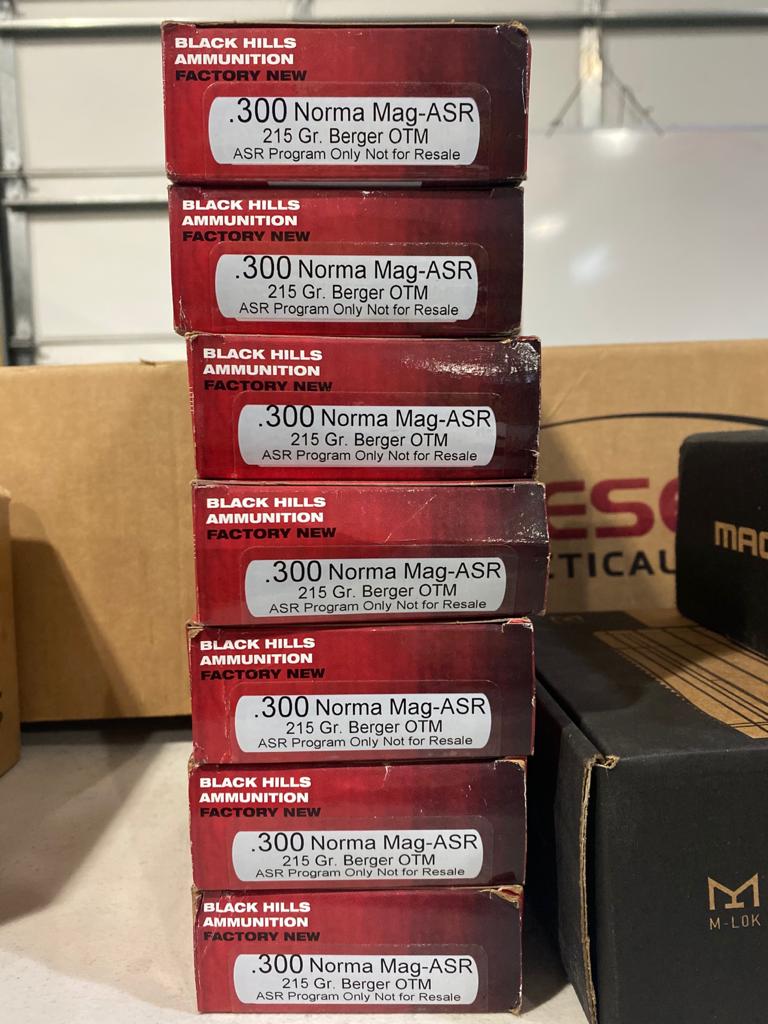 BLACK HILLS
AMMUNITION
FACTORY NEW
.300 Norma Mag-ASR
215 Gr. Berger OTM
ASR Program Only Not for Resale
BLACK HILLS
AMMUNITION
FACTORY NEW
.300 Norma Mag-ASR
215 Gr. Berger OTM
ASR Program Only Not for Resale
BLACK HILLS
AMMUNITION
FACTORY NEW
.300 Norma Mag-ASR
215 Gr. Berger OTM
ASR Program Only Not for Resale
BLACK HILLS
AMMUNITION
FACTORY NEW
.300 Norma Mag-ASR
215 Gr. Berger OTM
ASR Program Only Not for Resale
BLACK HILLS
AMMUNITION
FACTORY NEW
.300 Norma Mag-ASR
215 Gr. Berger OTM
ASR Program Only Not for Resale
BLACK HILLS
AMMUNITION
FACTORY NEW
.300 Norma Mag-ASR
215 Gr. Berger OTM
ASR Program Only Not for Resale
BLACK HILLS
AMMUNITION
FACTORY NEW
.300 Norma Mag-ASR
215 Gr. Berger OTM
ASR Program Only Not for Resale
M-LOK